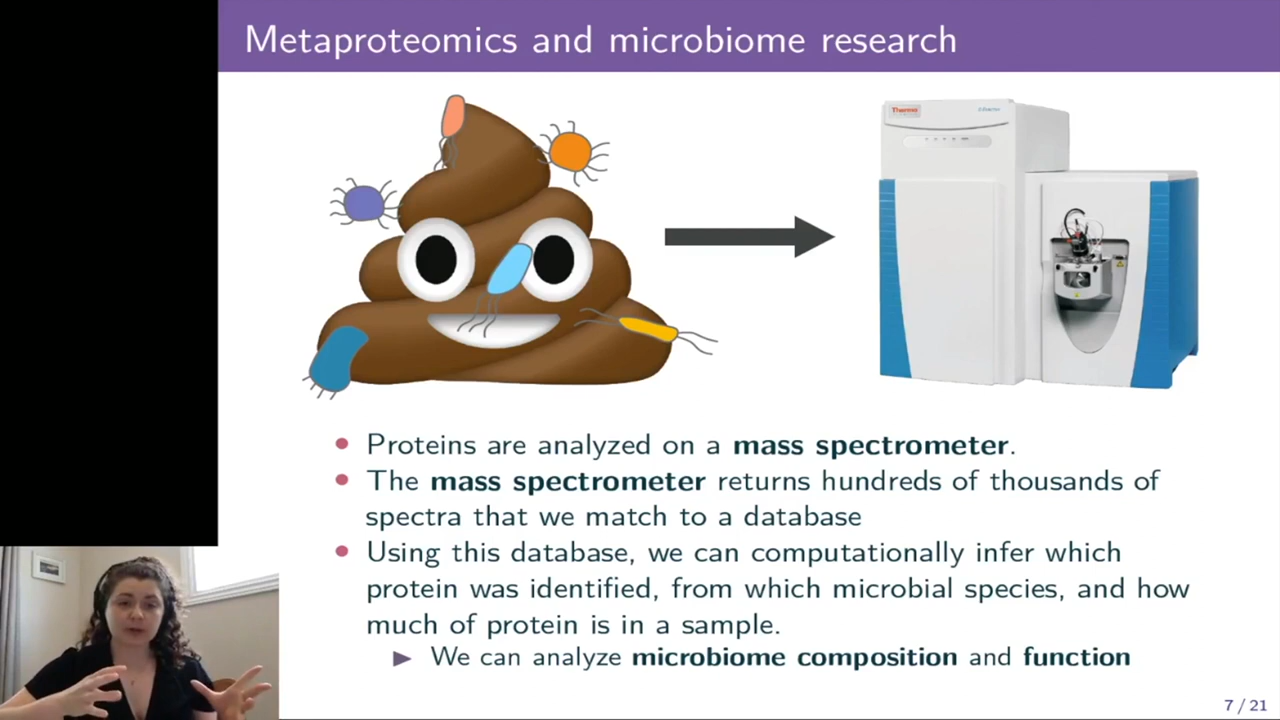 Metaproteomics and microbiome research
Thermo
• Proteins are analyzed on a mass spectrometer.
• The mass spectrometer returns hundreds of thousands of
spectra that we match to a database
• Using this database, we can computationally infer which
protein was identified, from which microbial species, and how
much of protein is in a sample.
▶ We can analyze microbiome composition and function
7 / 21